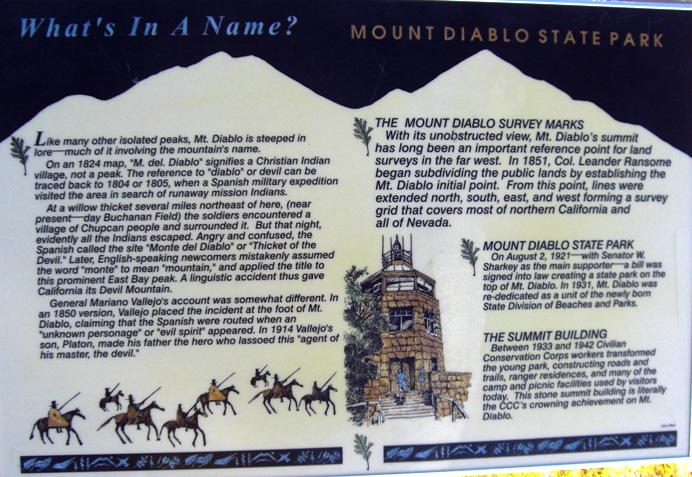 What's In A Name?
MOUNT DIABLO STATE PARK
Like many other isolated peaks, Mt. Diablo is steeped in
lore—much of it involving the mountain's name.
On an 1824 map, "M. del. Diablo" signifies a Christian Indian
village, not a peak. The reference to "diablo" or devil can be
traced back to 1804 or 1805, when a Spanish military expedition
visited the area in search of runaway mission Indians.
At a willow thicket several miles northeast of here, (near
present—day Buchanan Field) the soldiers encountered a
village of Chupcan people and surrounded it. But that night,
evidently all the Indians escaped. Angry and confused, the
Spanish called the site "Monte del Diablo" or "Thicket of the
Devil." Later, English-speaking newcomers mistakenly assumed
the word "monte" to mean "mountain," and applied the title to
this prominent East Bay peak. A linguistic accident thus gave
California its Devil Mountain.
General Mariano Vallejo's account was somewhat different. In
an 1850 version, Vallejo placed the incident at the foot of Mt.
Diablo, claiming that the Spanish were routed when an
"unknown personage" or "evil spirit" appeared. In 1914 Vallejo's
son, Platon, made his father the hero who lassoed this "agent of
his master, the devil."
THE MOUNT DIABLO SURVEY MARKS
With its unobstructed view, Mt. Diablo's summit
has long been an important reference point for land
surveys in the far west. In 1851, Col. Leander Ransome
began subdividing the public lands by establishing the
Mt. Diablo initial point. From this point, lines were
extended north, south, east, and west forming a survey
grid that covers most of northern California and
all of Nevada.
MOUNT DIABLO STATE PARK
On August 2, 1921—with Senator W.
Sharkey as the main supporter—a bill was
signed into law creating a state park on the
top of Mt. Diablo. In 1931, Mt. Diablo was
re-dedicated as a unit of the newly born
State Division of Beaches and Parks.
THE SUMMIT BUILDING
Between 1933 and 1942 Civilian
Conservation Corps workers transformed
the young park, constructing roads and
trails, ranger residences, and many of the
camp and picnic facilities used by visitors
today. This stone summit building is literally
the CCC's crowning achievement on Mt.
Diablo.